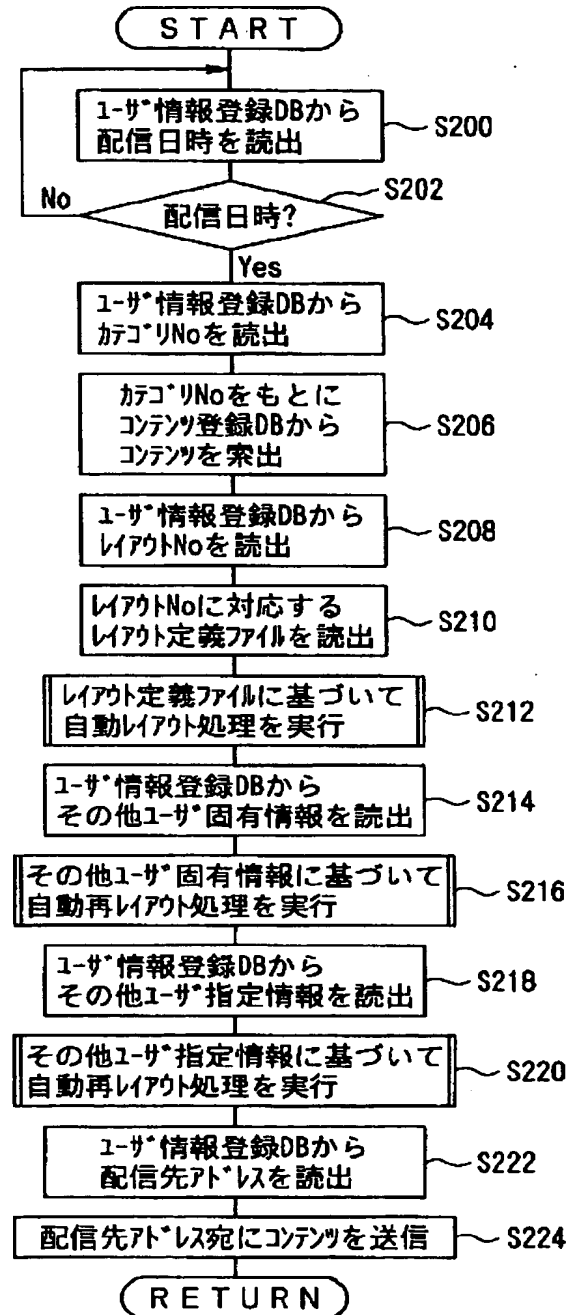 START
ﾕｰｻﾞ情報登録DBから
配信日時を読出
S200
配信日時?
S202
No
Yes
ﾕｰｻﾞ情報登録DBから
ｶﾃｺﾞﾘNoを読出
S204
ｶﾃｺﾞﾘNoをもとに
ｺﾝﾃﾝﾂ登録DBから
ｺﾝﾃﾝﾂを索出
S206
ﾕｰｻﾞ情報登録DBから
ﾚｲｱｳﾄNoを読出
S208
ﾚｲｱｳﾄNoに対応する
ﾚｲｱｳﾄ定義ﾌｧｲﾙを読出
S210
ﾚｲｱｳﾄ定義ﾌｧｲﾙに基づいて
自動ﾚｲｱｳﾄ処理を実行
S212
ﾕｰｻﾞ情報登録DBから
その他ﾕｰｻﾞ固有情報を読出
S214
その他ﾕｰｻﾞ固有情報に基づいて
自動再ﾚｲｱｳﾄ処理を実行
S216
ﾕｰｻﾞ情報登録DBから
その他ﾕｰｻﾞ指定情報を読出
S218
その他ﾕｰｻﾞ指定情報に基づいて
自動再ﾚｲｱｳﾄ処理を実行
S220
ﾕｰｻﾞ情報登録DBから
配信先ｱﾄﾞﾚｽを読出
S222
配信先ｱﾄﾞﾚｽ宛にｺﾝﾃﾝﾂを送信
S224
RETURN